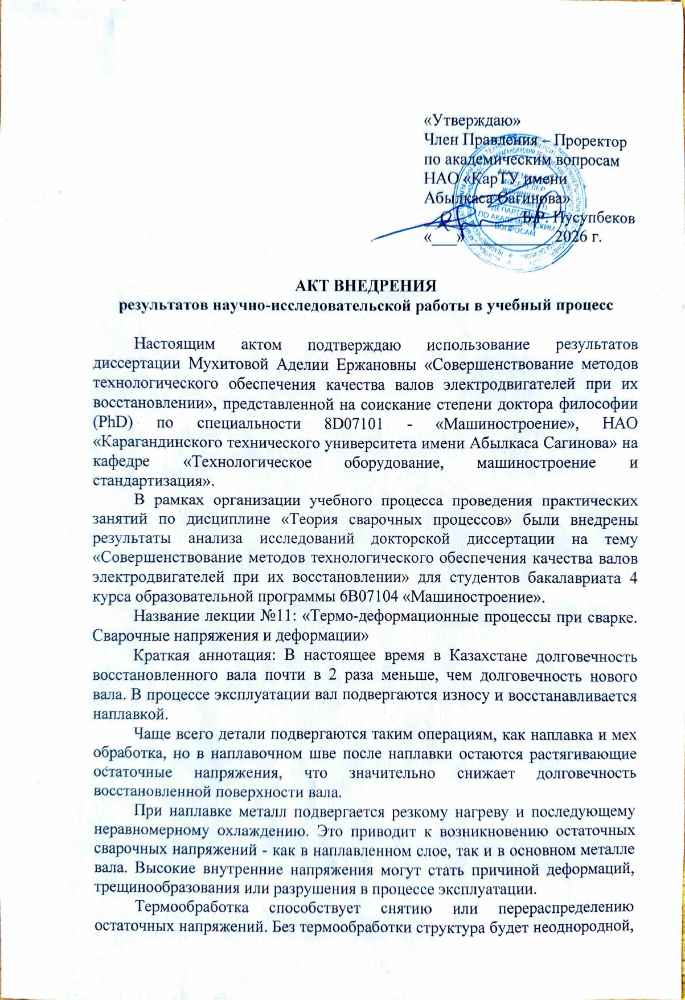 «Утверждаю»
Член Правления – Проректор
по академическим вопросам
НАО «КарТУ имени
Абылкаса Сагинова»
____________ Б.Р. Нусупбеков
«___» __________ 2026 г.
АКТ ВНЕДРЕНИЯ
результатов научно-исследовательской работы в учебный процесс
Настоящим актом подтверждаю использование результатов
диссертации Мухитовой Аделии Ержановны «Совершенствование методов
технологического обеспечения качества валов электродвигателей при их
восстановлении», представленной на соискание степени доктора философии
(PhD) по специальности 8D07101 - «Машиностроение», НАО
«Карагандинского технического университета имени Абылкаса Сагинова» на
кафедре «Технологическое оборудование, машиностроение и
стандартизация».
В рамках организации учебного процесса проведения практических
занятий по дисциплине «Теория сварочных процессов» были внедрены
результаты анализа исследований докторской диссертации на тему
«Совершенствование методов технологического обеспечения качества валов
электродвигателей при их восстановлении» для студентов бакалавриата 4
курса образовательной программы 6В07104 «Машиностроение».
Название лекции №11: «Термо-деформационные процессы при сварке.
Сварочные напряжения и деформации»
Краткая аннотация: В настоящее время в Казахстане долговечность
восстановленного вала почти в 2 раза меньше, чем долговечность нового
вала. В процессе эксплуатации вал подвергаются износу и восстанавливается
наплавкой.
Чаще всего детали подвергаются таким операциям, как наплавка и мех
обработка, но в наплавочном шве после наплавки остаются растягивающие
остаточные напряжения, что значительно снижает долговечность
восстановленной поверхности вала.
При наплавке металл подвергается резкому нагреву и последующему
неравномерному охлаждению. Это приводит к возникновению остаточных
сварочных напряжений - как в наплавленном слое, так и в основном металле
вала. Высокие внутренние напряжения могут стать причиной деформаций,
трещинообразования или разрушения в процессе эксплуатации.
Термообработка способствует снятию или перераспределению
остаточных напряжений. Без термообработки структура будет неоднородной,
ДЕПАРТАМЕНТ
ПО АКАДЕМИЧЕСКИМ
ВОПРОСАМ